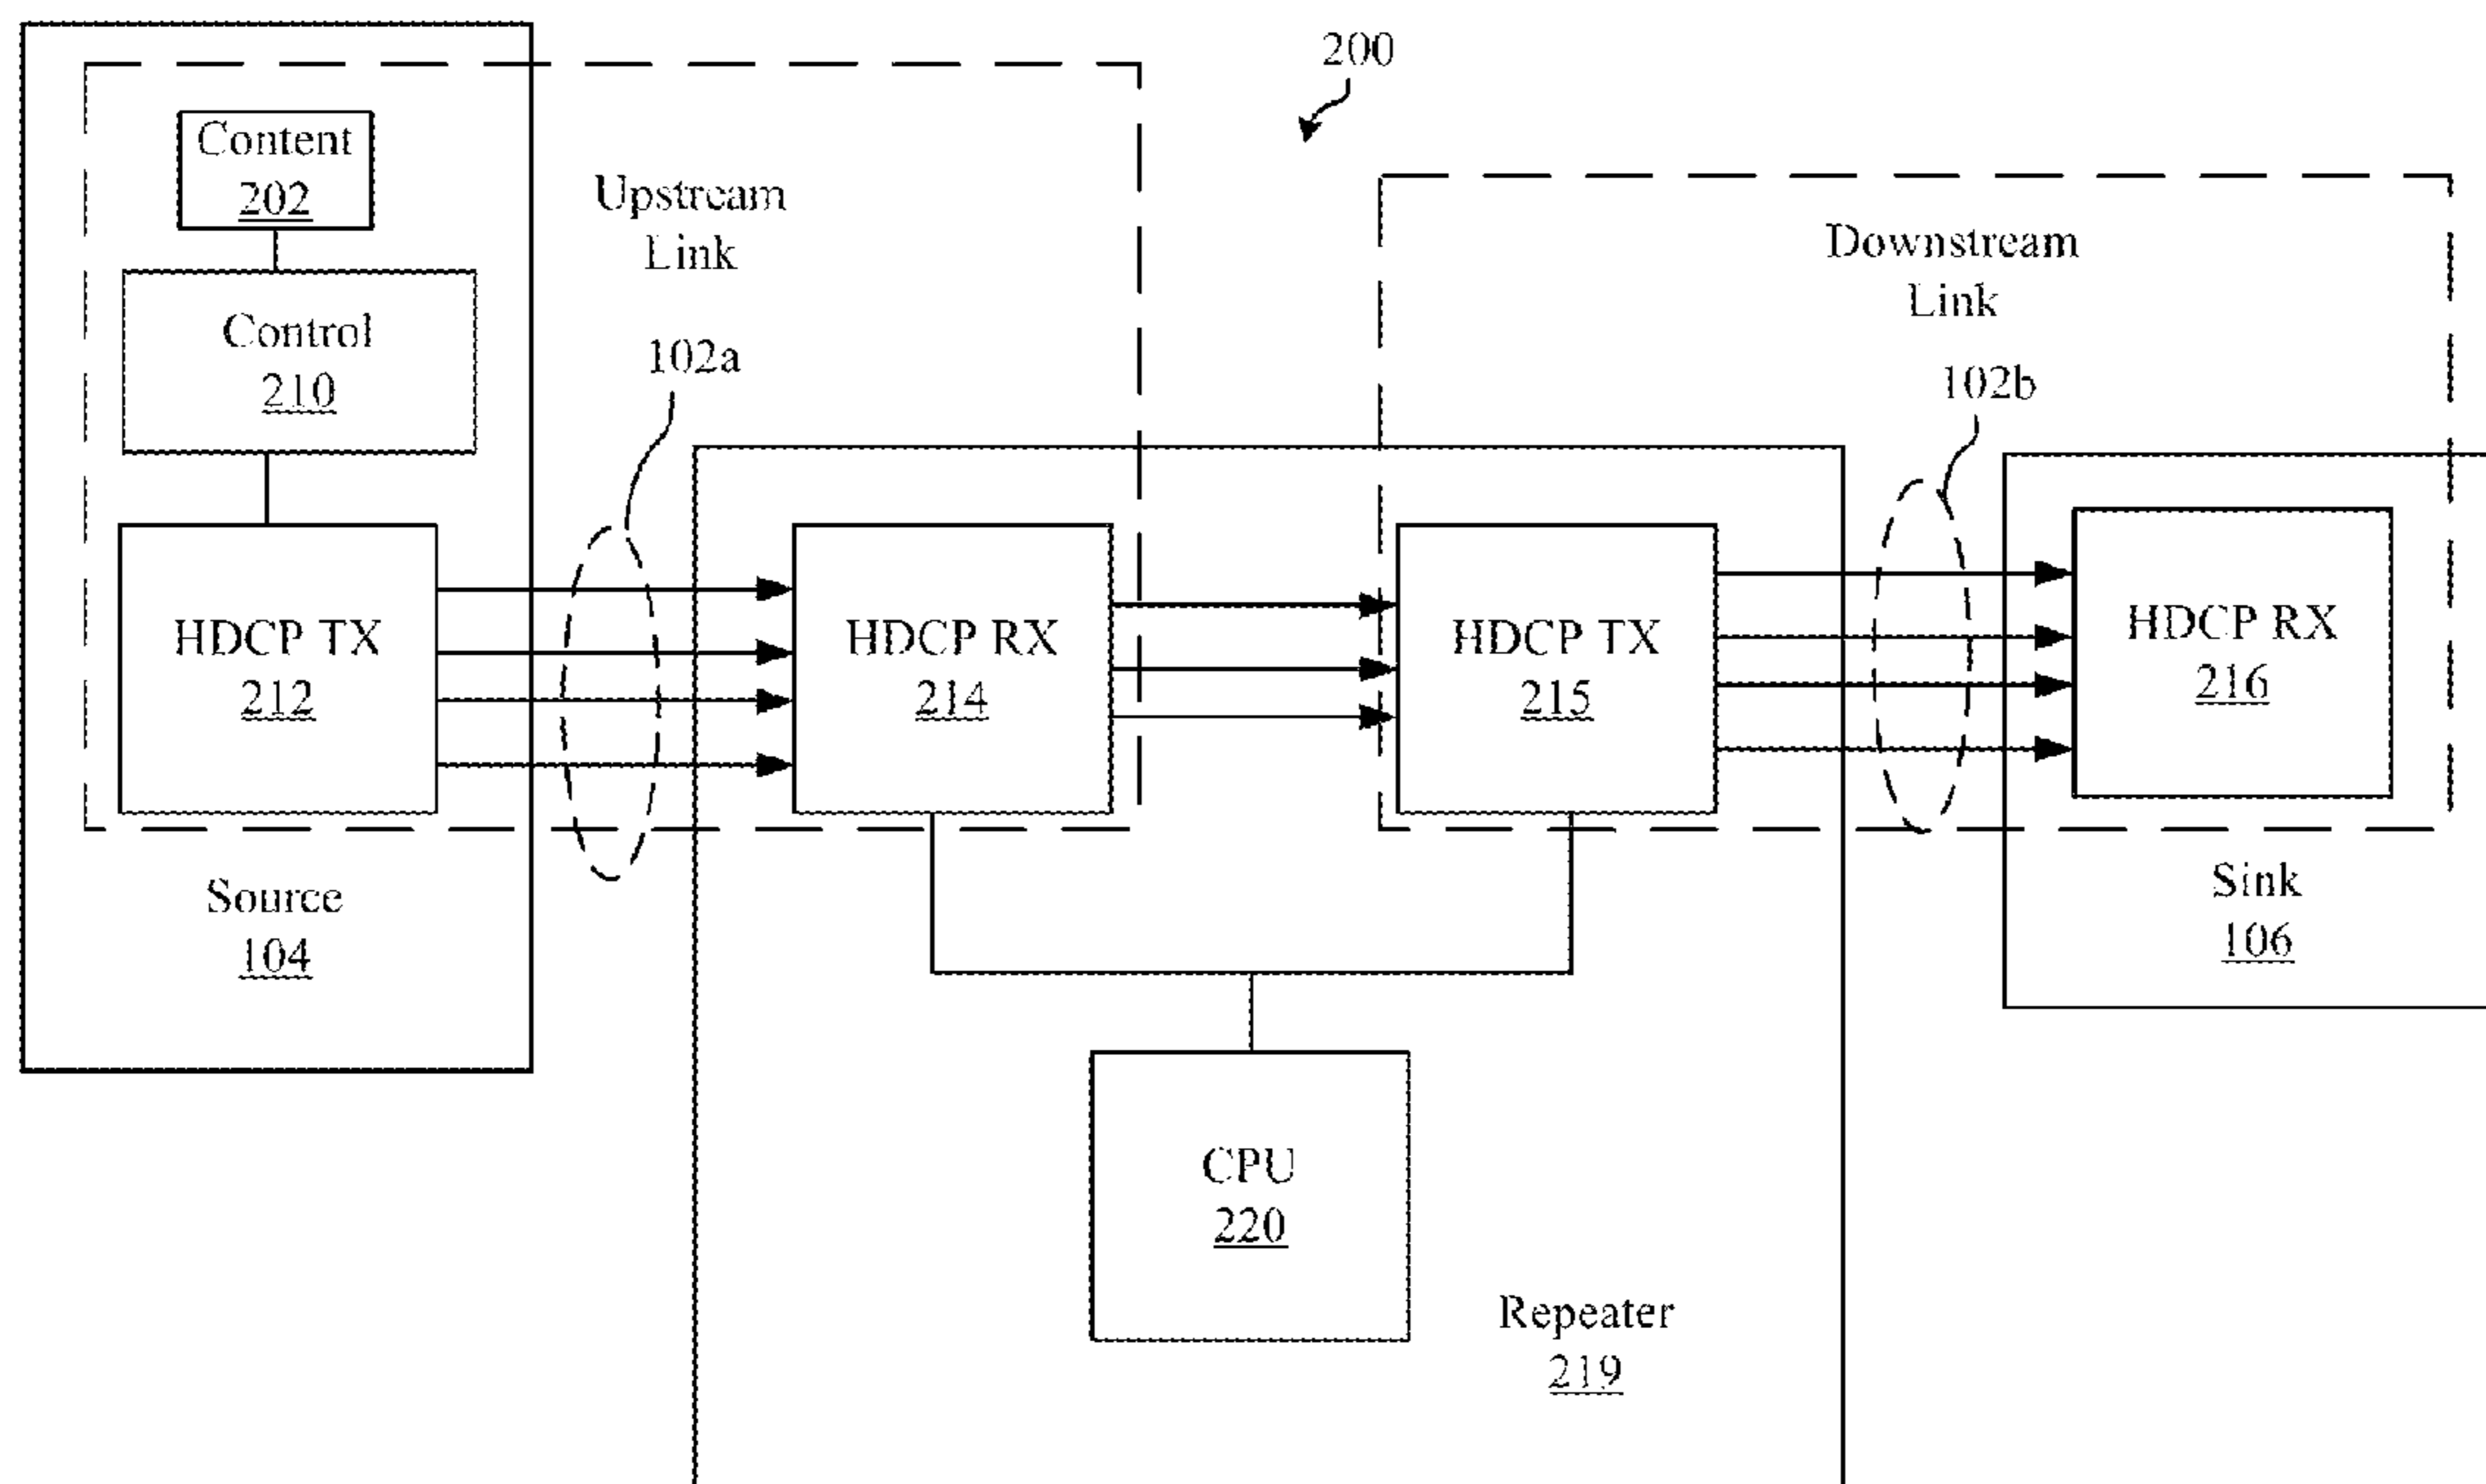 200
Content
202
Upstream
Link
Downstream
Link
Control
210
102a
102b
HDCP TX
212
HDCP RX
214
HDCP TX
215
HDCP RX
216
Source
104
Sink
106
CPU
220
Repeater
219